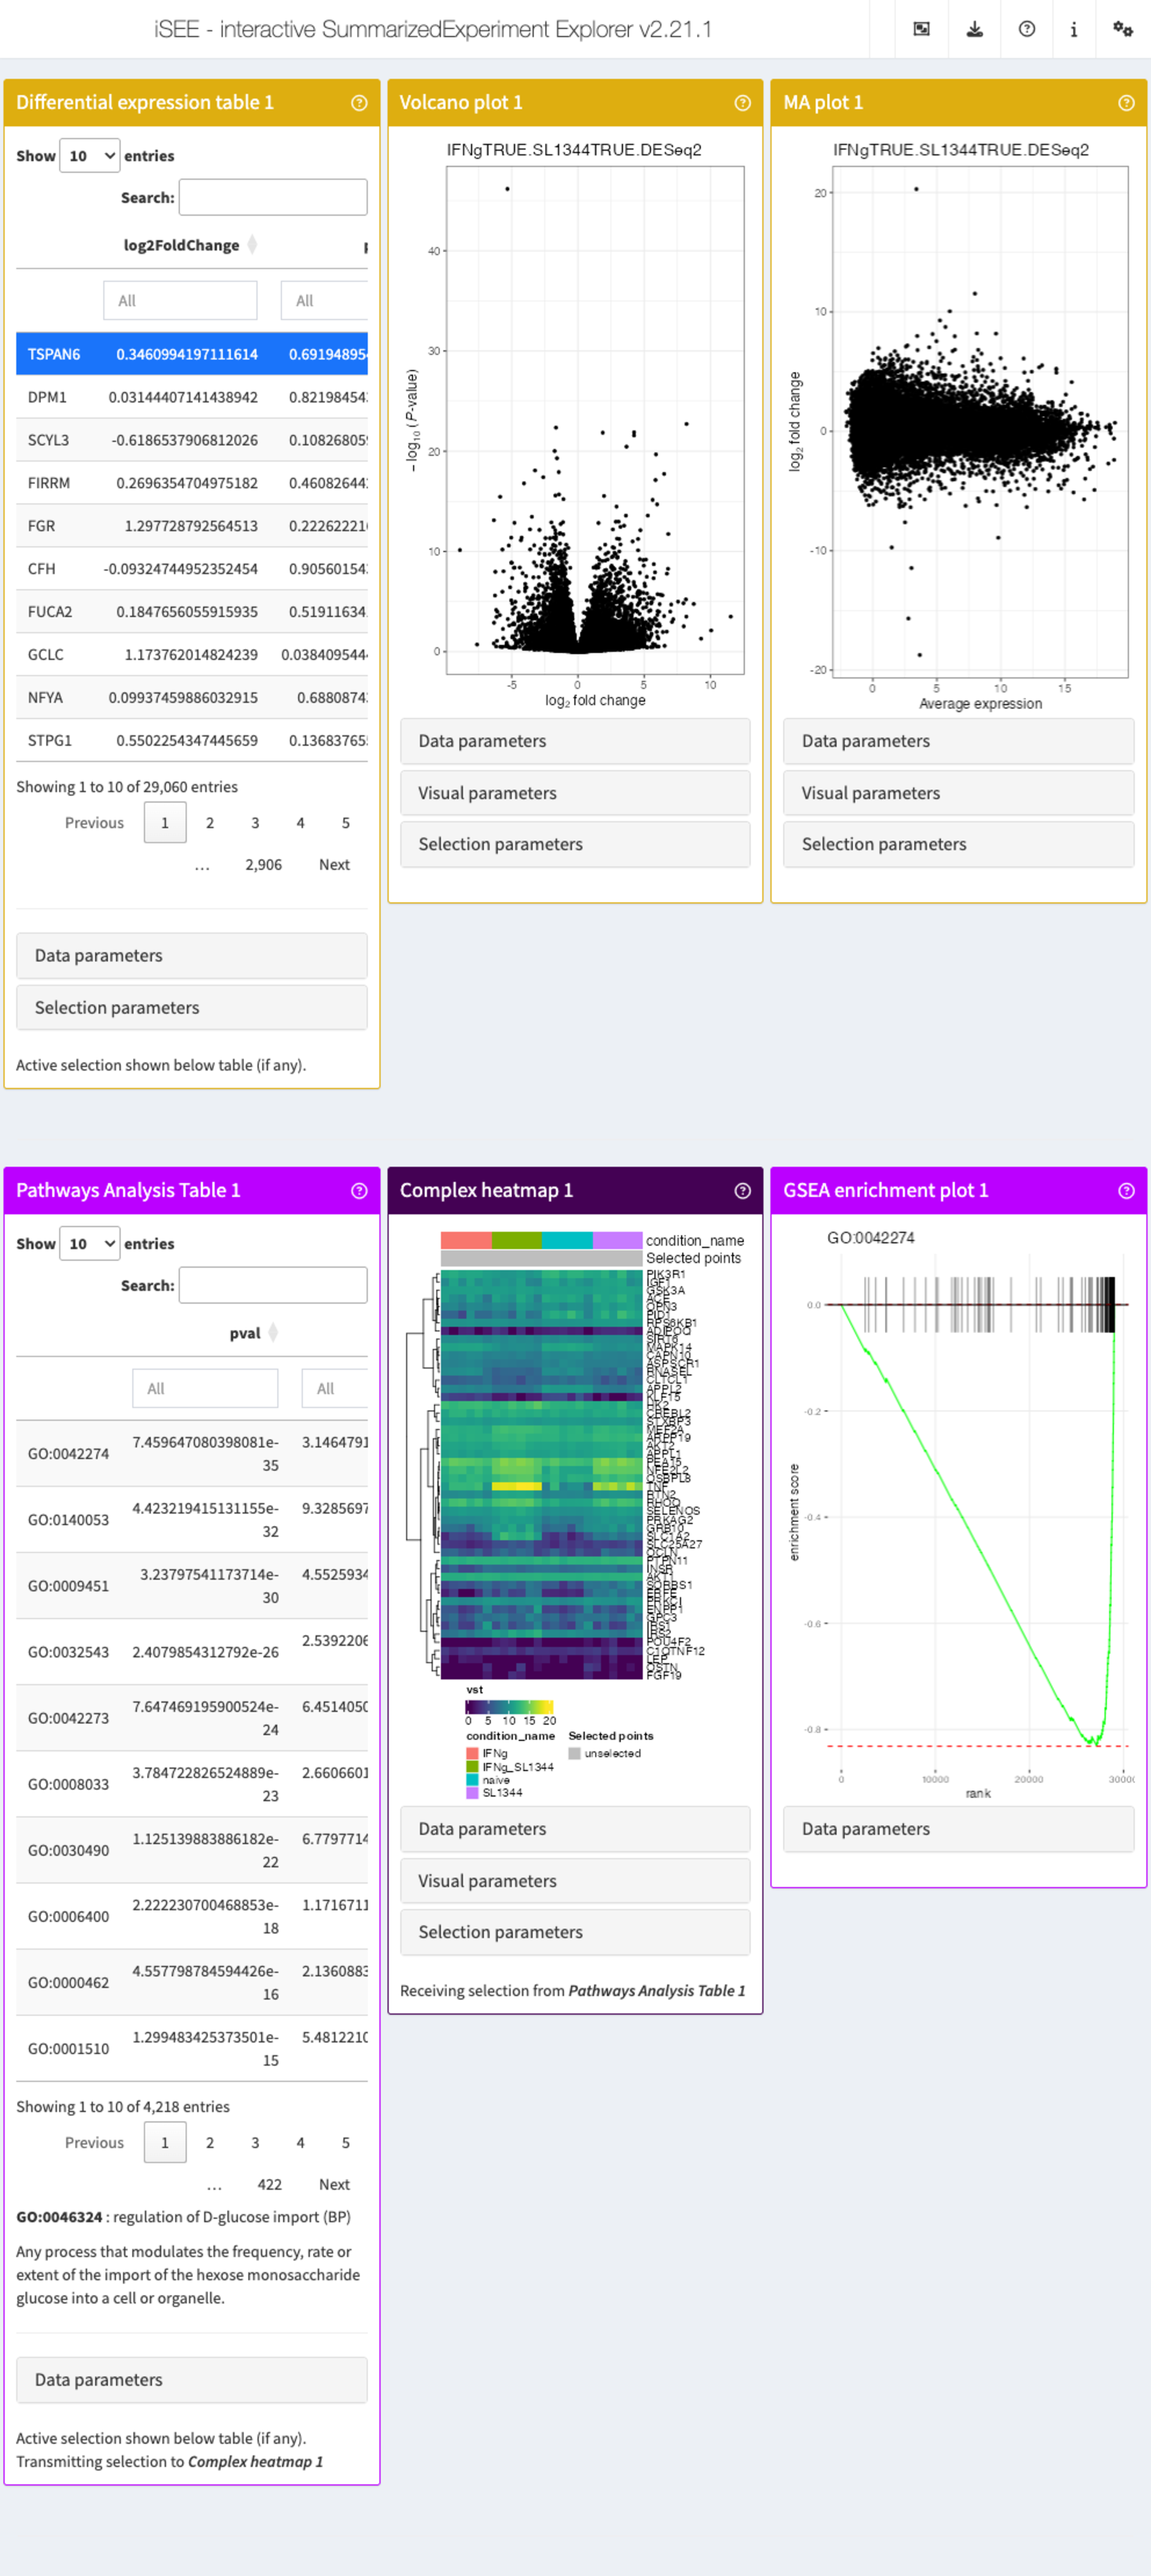 iSEE - interactive SummarizedExperiment Explorer v2.21.1
Differential expression table 1
Show 10 entries
Search:
log2FoldChange
All All
TSPAN6 0.3460994197111614 0.69194895
DPM1 0.03144407141438942 0.82198454
SCYL3 -0.6186537906812026 0.10826805
FIRRM 0.2696354704975182 0.46082644
FGR 1.297728792564513 0.22262221
CFH -0.09324744952352454 0.90560154
FUCA2 0.1847656055915935 0.51911634
GCLC 1.173762014824239 0.038409544
NFYA 0.09937459886032915 0.6880874
STPG1 0.5502254347445659 0.13683765
Showing 1 to 10 of 29,060 entries
Previous 1 2 3 4 5
… 2,906 Next
Data parameters
Selection parameters
Active selection shown below table (if any).
Volcano plot 1
IFNgTRUE.SL1344TRUE.DESeq2
40
30
20
10
0
−log10 (P-value)
-5 0 5 10
log2 fold change
Data parameters
Visual parameters
Selection parameters
MA plot 1
IFNgTRUE.SL1344TRUE.DESeq2
20
10
0
-10
-20
log2 fold change
0 5 10 15
Average expression
Data parameters
Visual parameters
Selection parameters
Pathways Analysis Table 1
Show 10 entries
Search:
pval
All All
GO:0042274 7.459647080398081e-35 3.1464791
GO:0140053 4.423219415131155e-32 9.3285697
GO:0009451 3.23797541173714e-30 4.5525934
GO:0032543 2.4079854312792e-26 2.5392206
GO:0042273 7.647469195900524e-24 6.4514050
GO:0008033 3.784722826524889e-23 2.6606601
GO:0030490 1.125139883886182e-22 6.7797714
GO:0006400 2.222230700468853e-18 1.1716711
GO:0000462 4.557798784594426e-16 2.1360883
GO:0001510 1.299483425373501e-15 5.4812210
Showing 1 to 10 of 4,218 entries
Previous 1 2 3 4 5
… 422 Next
GO:0046324 : regulation of D-glucose import (BP)
Any process that modulates the frequency, rate or
extent of the import of the hexose monosaccharide
glucose into a cell or organelle.
Data parameters
Active selection shown below table (if any).
Transmitting selection to Complex heatmap 1
Complex heatmap 1
condition_name
Selected points
PIK3R1
IGF1
GSK3A
ACE
OPN3
PID1
RPS6KB1
ADIPOQ
SIRT6
MAPK14
CAPN10
ASPSCR1
RNASEL
CLTCL1
APPL2
KLF15
HK2
CREBL2
STXBP3
MEF2A
ARPP19
AKT2
APPL1
PEA15
NFE2L2
OSBPL8
TNF
RTN2
RHOQ
SELENOS
PRKAG2
GRB10
SLC1A2
SLC25A27
OCLN
PTPN11
INSR
AKT1
SORBS1
ERFE
PRKCI
ENPP1
GPC3
IRS1
IRS2
POU4F2
C1QTNF12
LEP
OSTN
FGF19
vst
0 5 10 15 20
condition_name Selected points
IFNg unselected
IFNg_SL1344
naive
SL1344
Data parameters
Visual parameters
Selection parameters
Receiving selection from Pathways Analysis Table 1
GSEA enrichment plot 1
GO:0042274
0.0
-0.2
-0.4
-0.6
-0.8
enrichment score
0 10000 20000 30000
rank
Data parameters